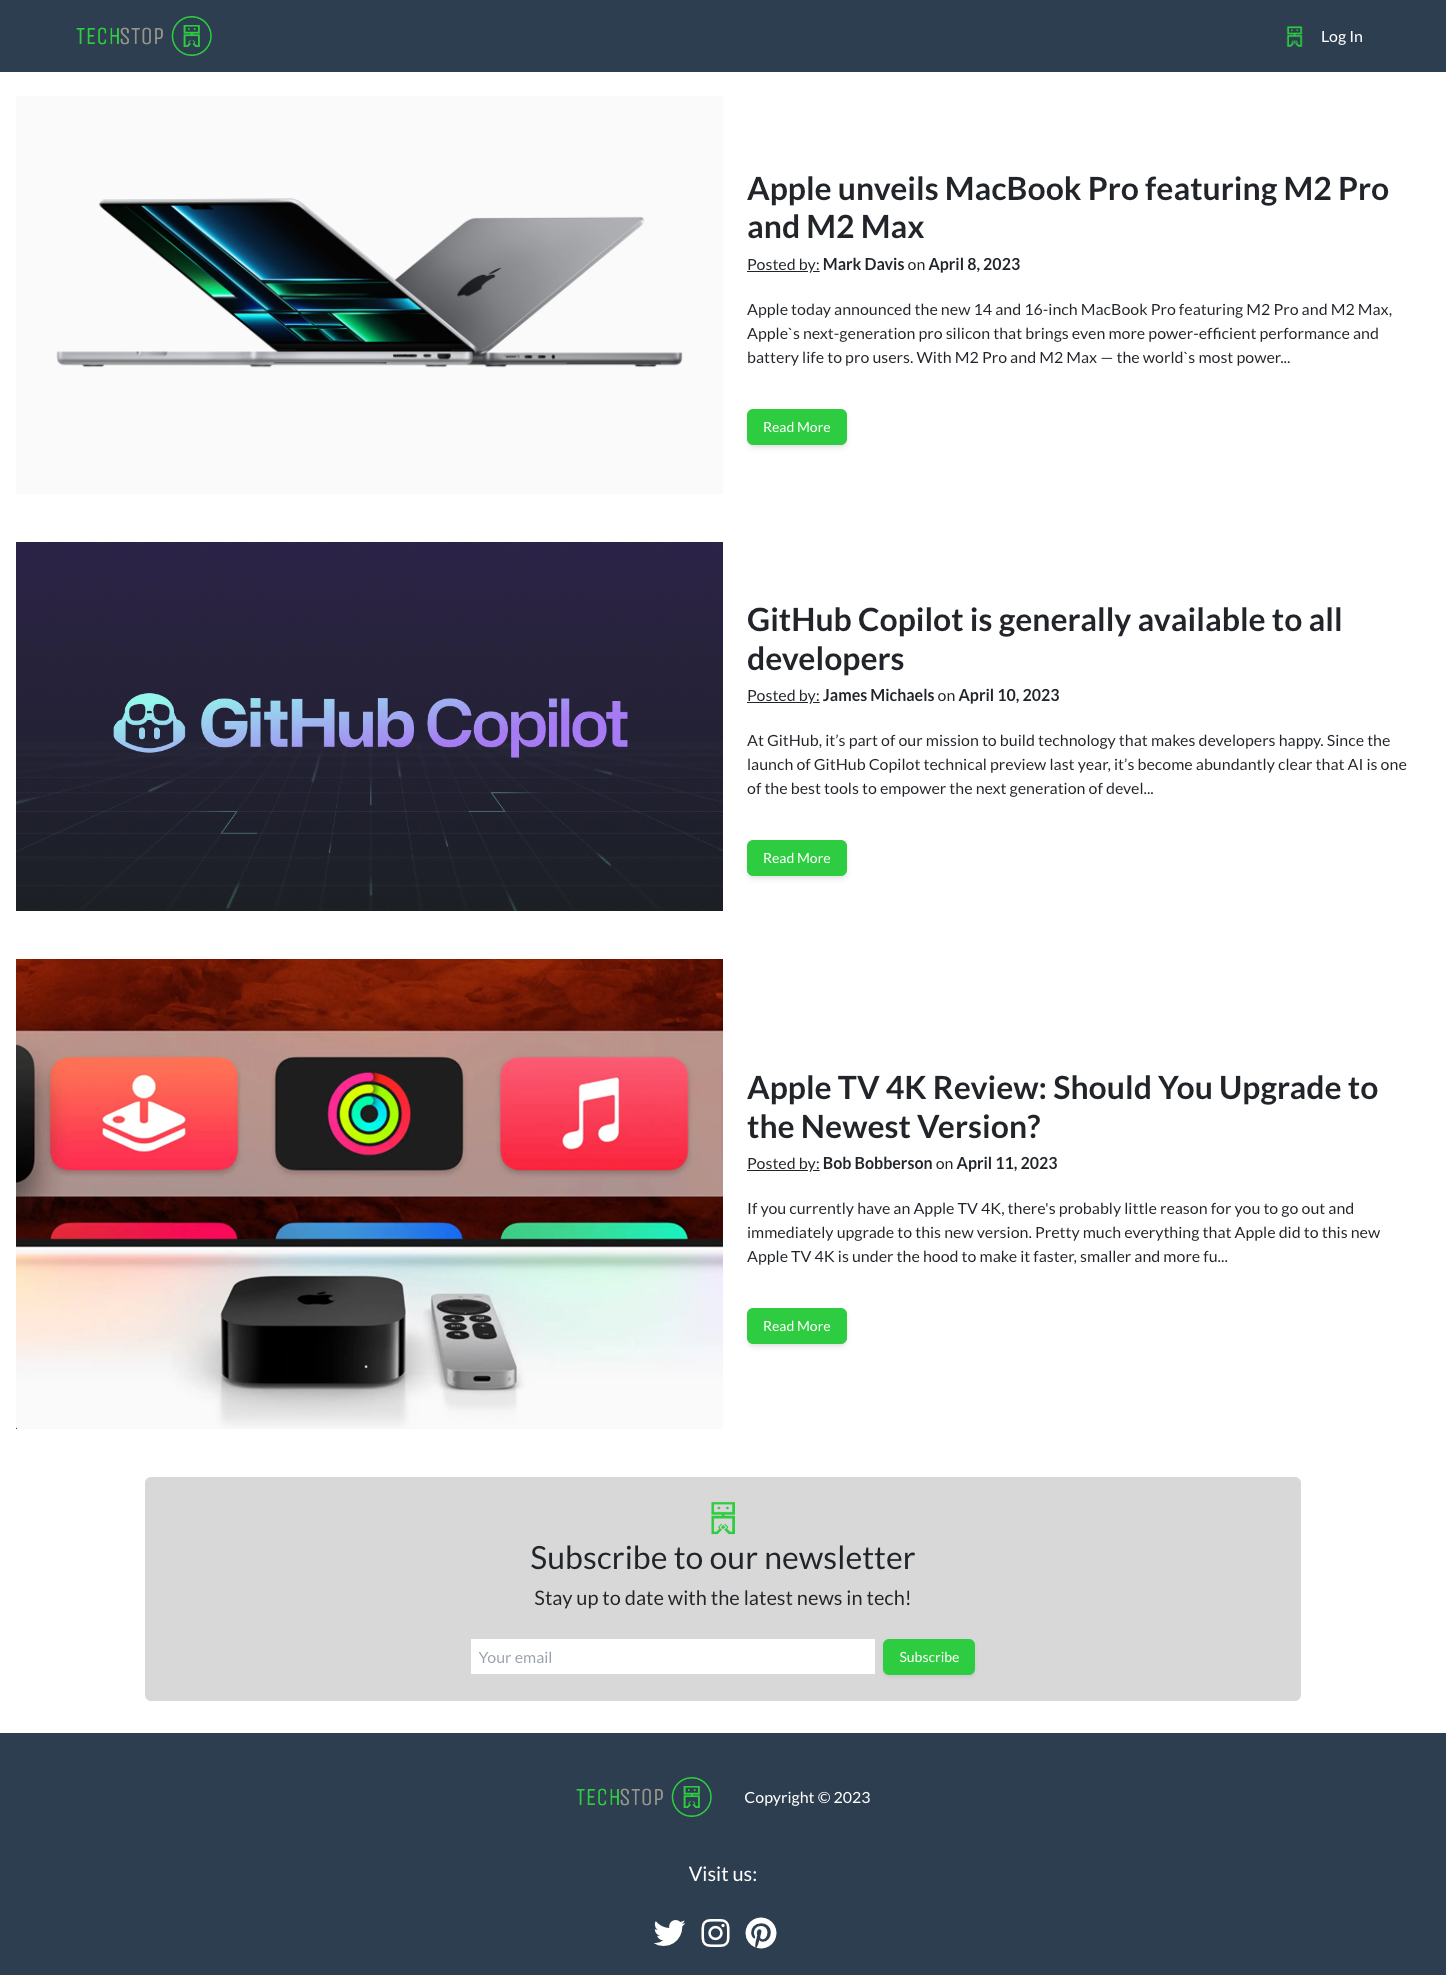 TECHSTOP
Log In
Apple unveils MacBook Pro featuring M2 Pro
and M2 Max
Posted by: Mark Davis on April 8, 2023
Apple today announced the new 14 and 16-inch MacBook Pro featuring M2 Pro and M2 Max,
Apple`s next-generation pro silicon that brings even more power-efficient performance and
battery life to pro users. With M2 Pro and M2 Max — the world`s most power...
Read More
GitHub Copilot
GitHub Copilot is generally available to all
developers
Posted by: James Michaels on April 10, 2023
At GitHub, it’s part of our mission to build technology that makes developers happy. Since the
launch of GitHub Copilot technical preview last year, it’s become abundantly clear that AI is one
of the best tools to empower the next generation of devel...
Read More
Apple TV 4K Review: Should You Upgrade to
the Newest Version?
Posted by: Bob Bobberson on April 11, 2023
If you currently have an Apple TV 4K, there's probably little reason for you to go out and
immediately upgrade to this new version. Pretty much everything that Apple did to this new
Apple TV 4K is under the hood to make it faster, smaller and more fu...
Read More
Subscribe to our newsletter
Stay up to date with the latest news in tech!
Your email
Subscribe
TECHSTOP
Copyright © 2023
Visit us: